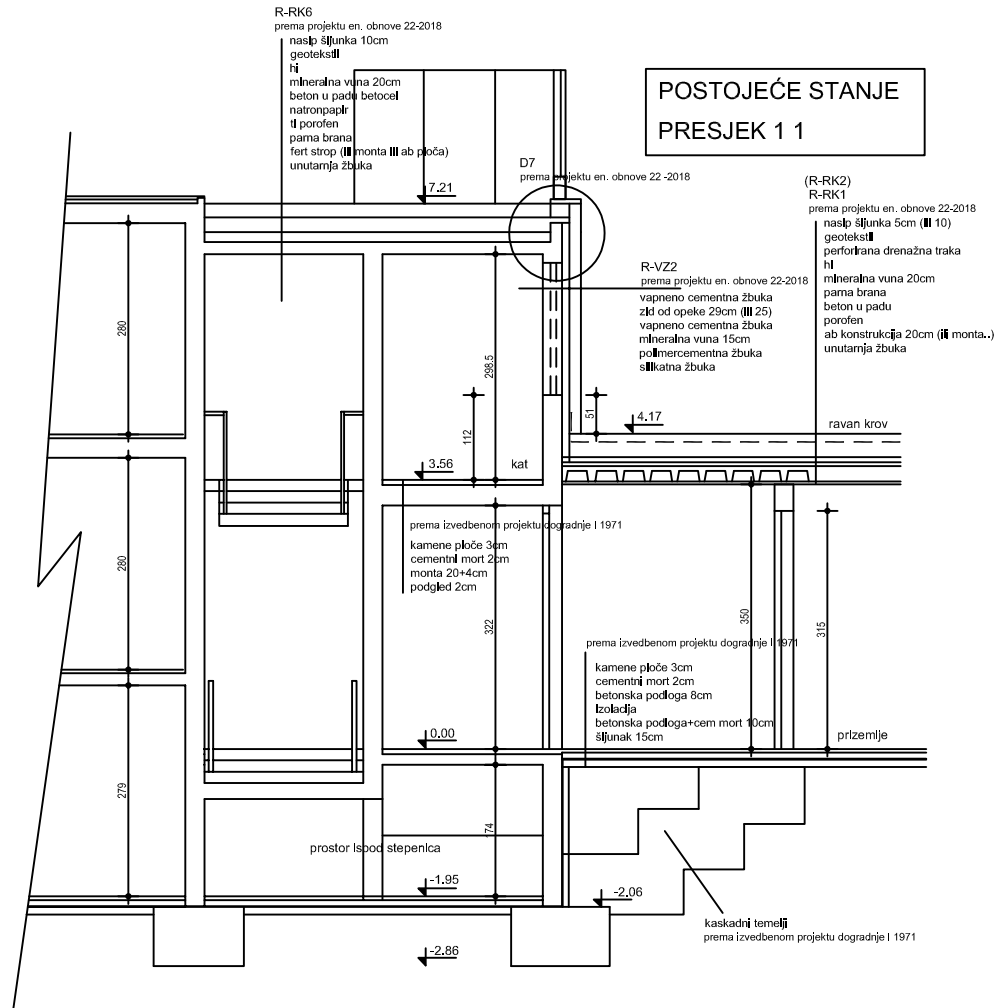 R-RK6
prema projektu en. obnove 22-2018
nasip šljunka 10cm
geotekstil
hi
mineralna vuna 20cm
beton u padu betocel
natronpapir
ti porofen
parna brana
fert strop (ili monta ili ab ploča)
unutarnja žbuka
POSTOJEĆE STANJE
PRESJEK 1 1
D7
prema projektu en. obnove 22 -2018
7.21
(R-RK2)
R-RK1
prema projektu en. obnove 22-2018
nasip šljunka 5cm (ili 10)
geotekstil
perforirana drenažna traka
hi
mineralna vuna 20cm
parna brana
beton u padu
porofen
ab konstrukcija 20cm (ili monta..)
unutarnja žbuka
R-VZ2
prema projektu en. obnove 22-2018
vapneno cementna žbuka
zid od opeke 29cm (ili 25)
vapneno cementna žbuka
mineralna vuna 15cm
polimercementna žbuka
silikatna žbuka
280
298.5
112
51
4.17
ravan krov
3.56
kat
prema izvedbenom projektu dogradnje I 1971
kamene ploče 3cm
cementni mort 2cm
monta 20+4cm
podgled 2cm
280
322
350
315
prema izvedbenom projektu dogradnje I 1971
kamene ploče 3cm
cementni mort 2cm
betonska podloga 8cm
izolacija
betonska podloga+cem mort 10cm
šljunak 15cm
0.00
prizemlje
279
174
prostor ispod stepenica
-1.95
-2.06
kaskadni temelji
prema izvedbenom projektu dogradnje I 1971
-2.86